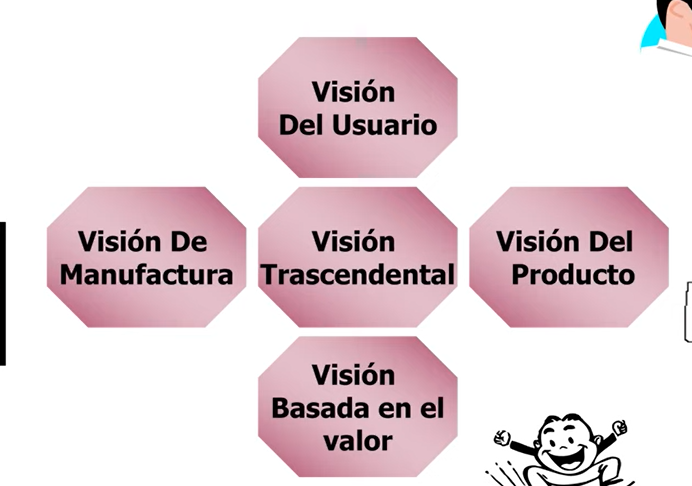 Visión
Del Usuario
Visión De
Manufactura
Visión
Trascendental
Visión Del
Producto
Visión
Basada en el
valor